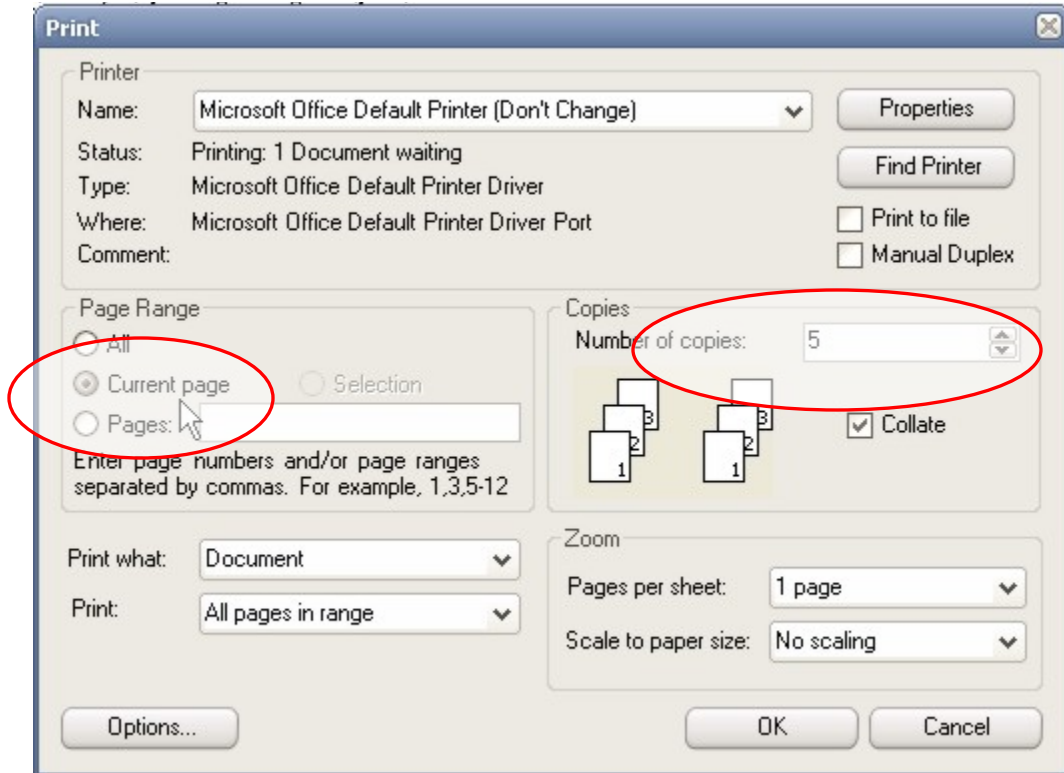 Print
Printer
Name: Microsoft Office Default Printer (Don't Change) Properties
Status: Printing: 1 Document waiting Find Printer
Type: Microsoft Office Default Printer Driver
Where: Microsoft Office Default Printer Driver Port Print to file
Comment: Manual Duplex
Page Range
All
Current page Selection
Pages:
Enter page numbers and/or page ranges
separated by commas. For example, 1,3,5-12
Copies
Number of copies: 5
3 3
2 2
1 1
Collate
Print what: Document
Print: All pages in range
Zoom
Pages per sheet: 1 page
Scale to paper size: No scaling
Options... OK Cancel